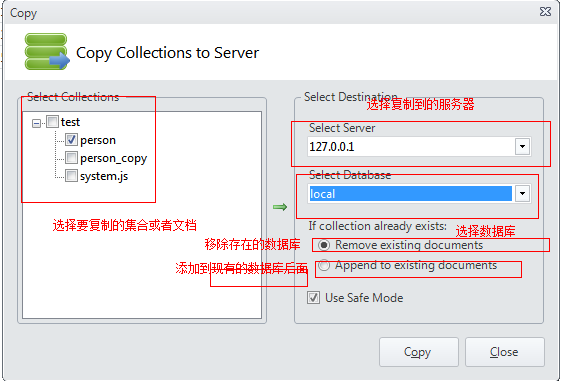 Copy
Copy Collections to Server
Select Collections
test
person
person_copy
system.js
选择要复制的集合或者文档
Select Destination
选择复制到的服务器
Select Server
127.0.0.1
Select Database
local
If collection already exists:
选择数据库
移除存在的数据库
Remove existing documents
添加到现有的数据库后面
Append to existing documents
Use Safe Mode
Copy
Close